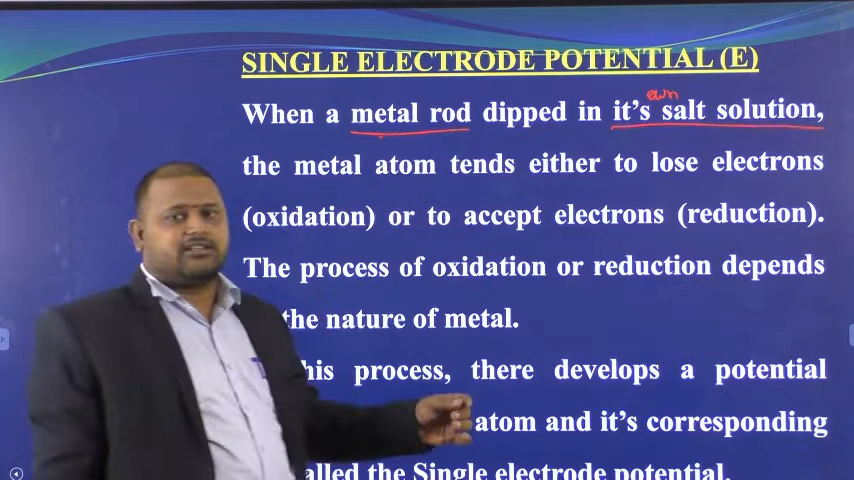 SINGLE ELECTRODE POTENTIAL (E)
own
When a metal rod dipped in it's salt solution,
the metal atom tends either to lose electrons
(oxidation) or to accept electrons (reduction).
The process of oxidation or reduction depends
the nature of metal.
his process, there develops a potential
atom and it's corresponding
alled the Single electrode potential.